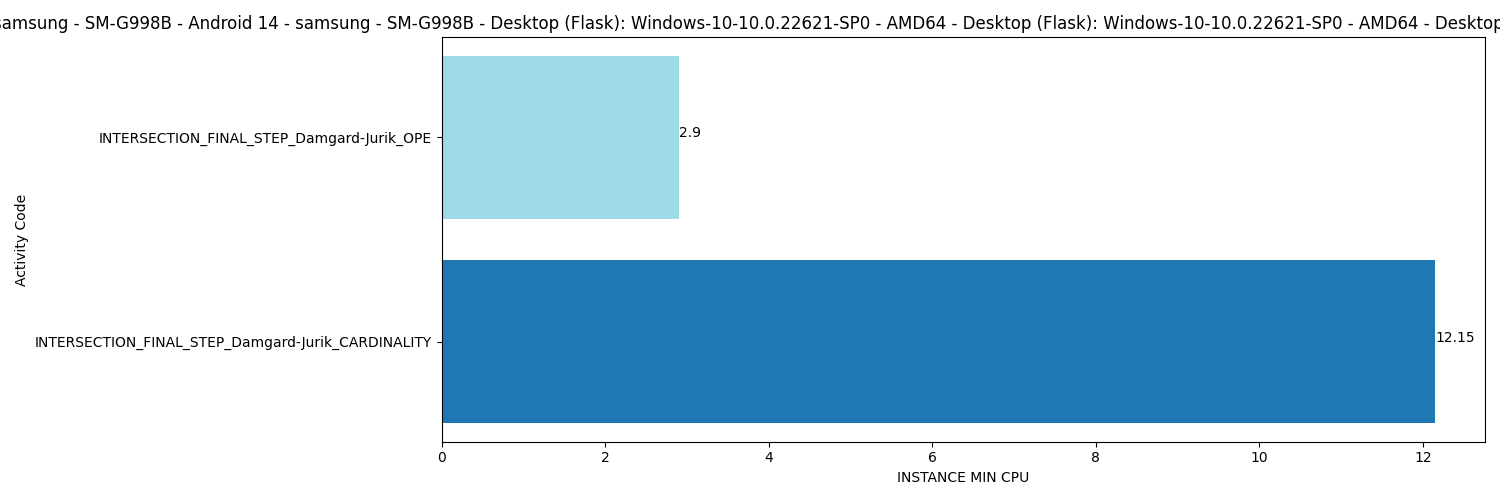 samsung - SM-G998B - Android 14 - samsung - SM-G998B - Desktop (Flask): Windows-10-10.0.22621-SP0 - AMD64 - Desktop (Flask): Windows-10-10.0.22621-SP0 - AMD64 - Desktop
INTERSECTION_FINAL_STEP_Damgard-Jurik_OPE
2.9
Activity Code
INTERSECTION_FINAL_STEP_Damgard-Jurik_CARDINALITY
12.15
0 2 4 6 8 10 12
INSTANCE MIN CPU